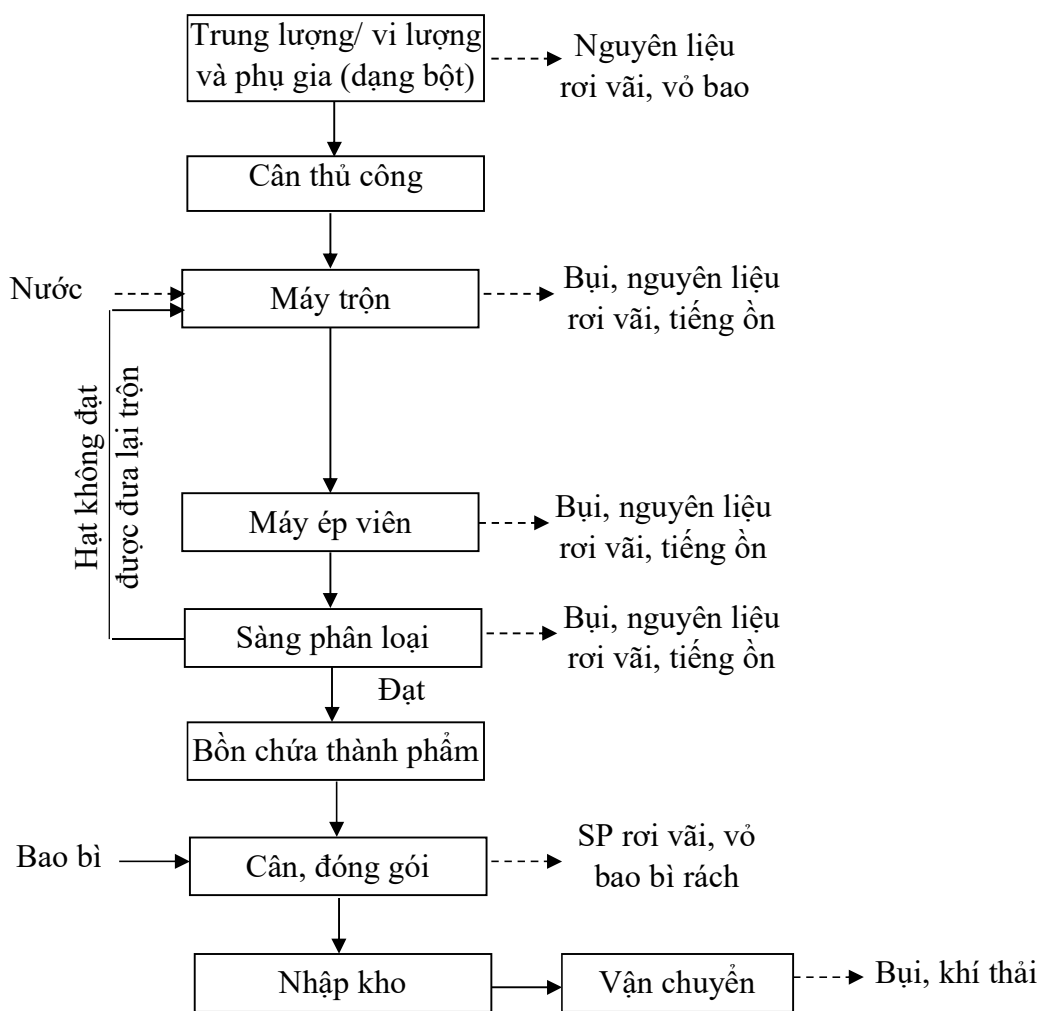 Trung lượng/ vi lượng
và phụ gia (dạng bột)
Nguyên liệu
rơi vãi, vỏ bao
Cân thủ công
Nước
Máy trộn
Bụi, nguyên liệu
rơi vãi, tiếng ồn
Hạt không đạt
được đưa lại trộn
Máy ép viên
Bụi, nguyên liệu
rơi vãi, tiếng ồn
Sàng phân loại
Bụi, nguyên liệu
rơi vãi, tiếng ồn
Đạt
Bồn chứa thành phẩm
Bao bì
Cân, đóng gói
SP rơi vãi, vỏ
bao bì rách
Nhập kho
Vận chuyển
Bụi, khí thải